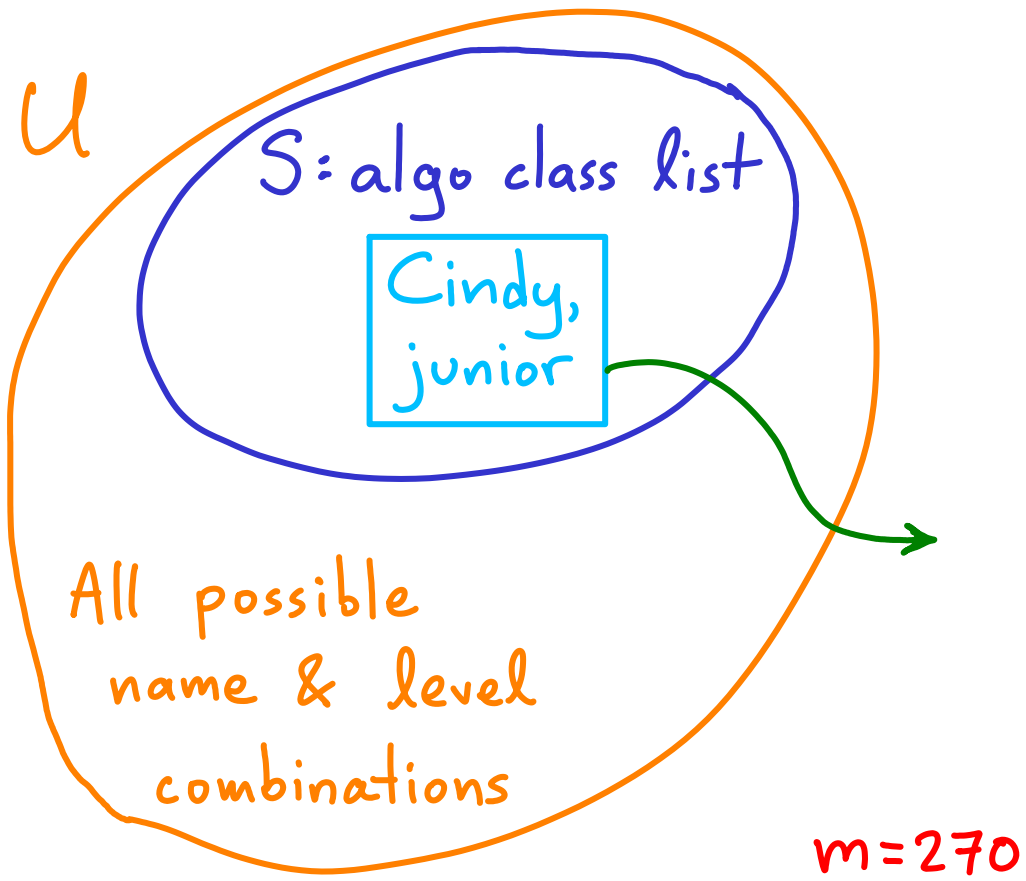 U
S: algo class list
Cindy,
junior
All possible
name & level
combinations
m=270